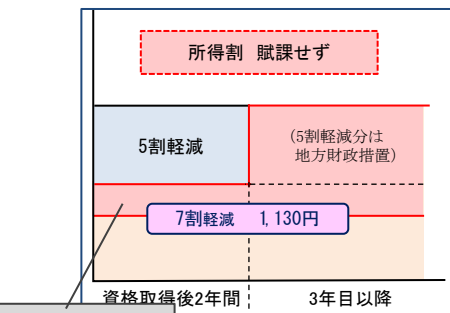 所得割 賦課せず
5割軽減
(5割軽減分は
地方財政措置)
7割軽減 1,130円
資格取得後2年間
3年目以降